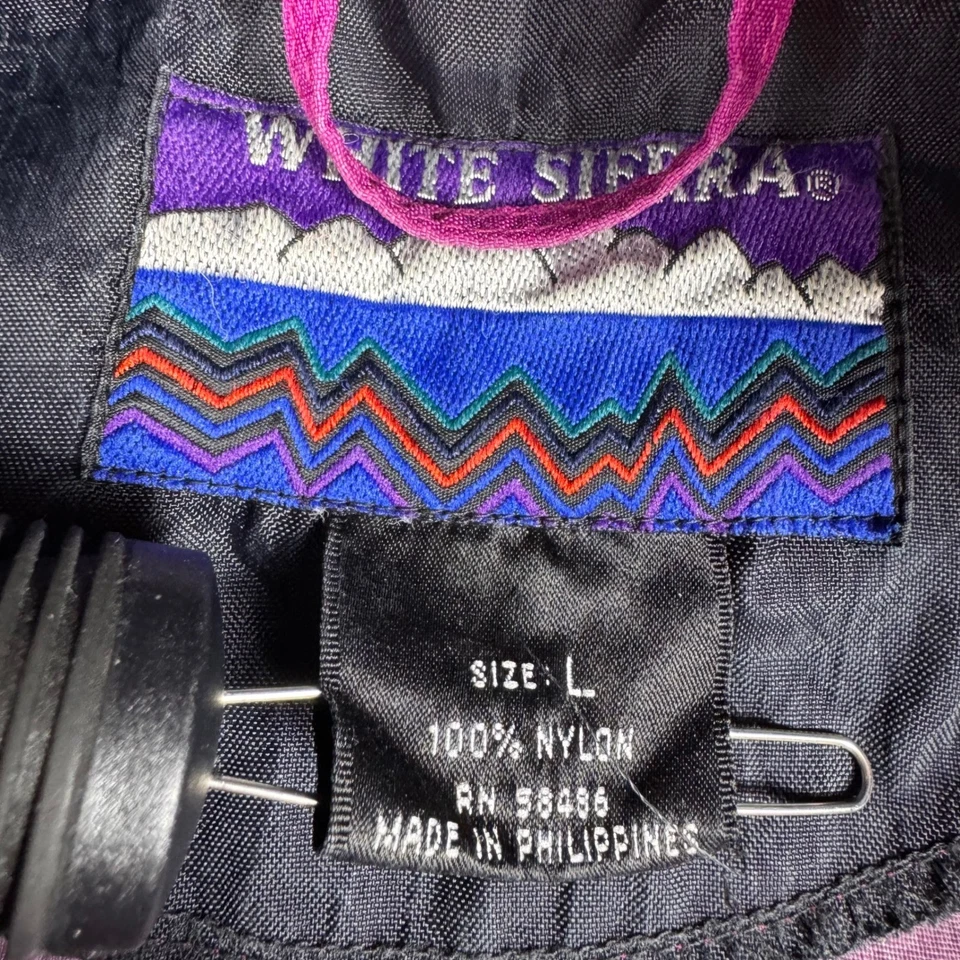 WHITE SIERRA®
SIZE: L
100% NYLON
RN 58486
MADE IN PHILIPPINES